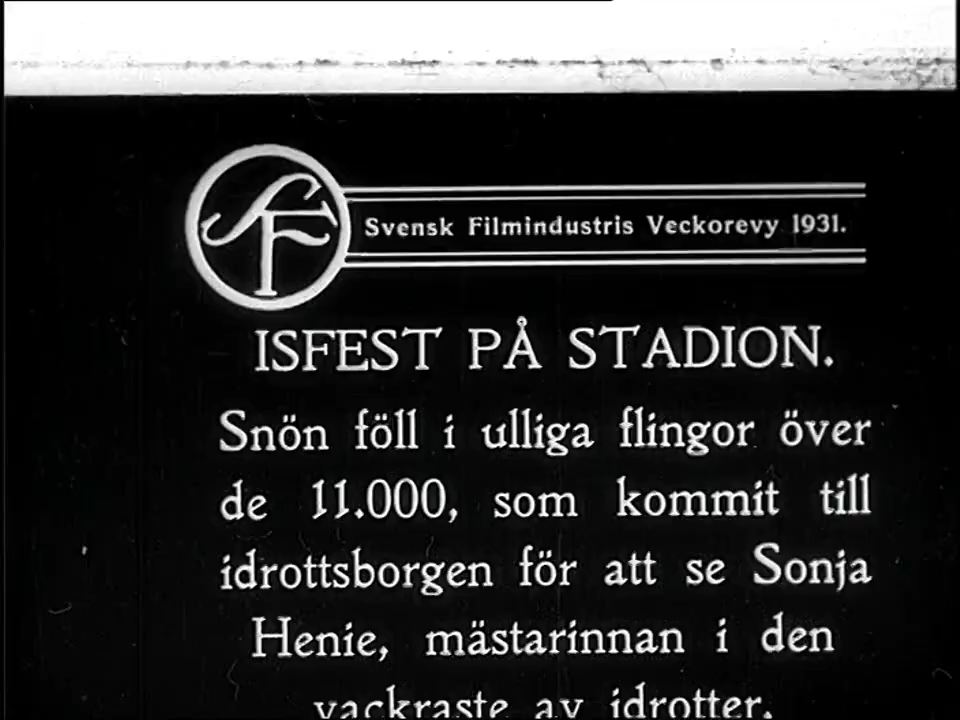 SF
Svensk Filmindustris Veckorevy 1931.
ISFEST PÅ STADION.
Snön föll i ulliga flingor över
de 11.000, som kommit till
idrottsborgen för att se Sonja
Henie, mästarinnan i den
vackraste av idrotter.